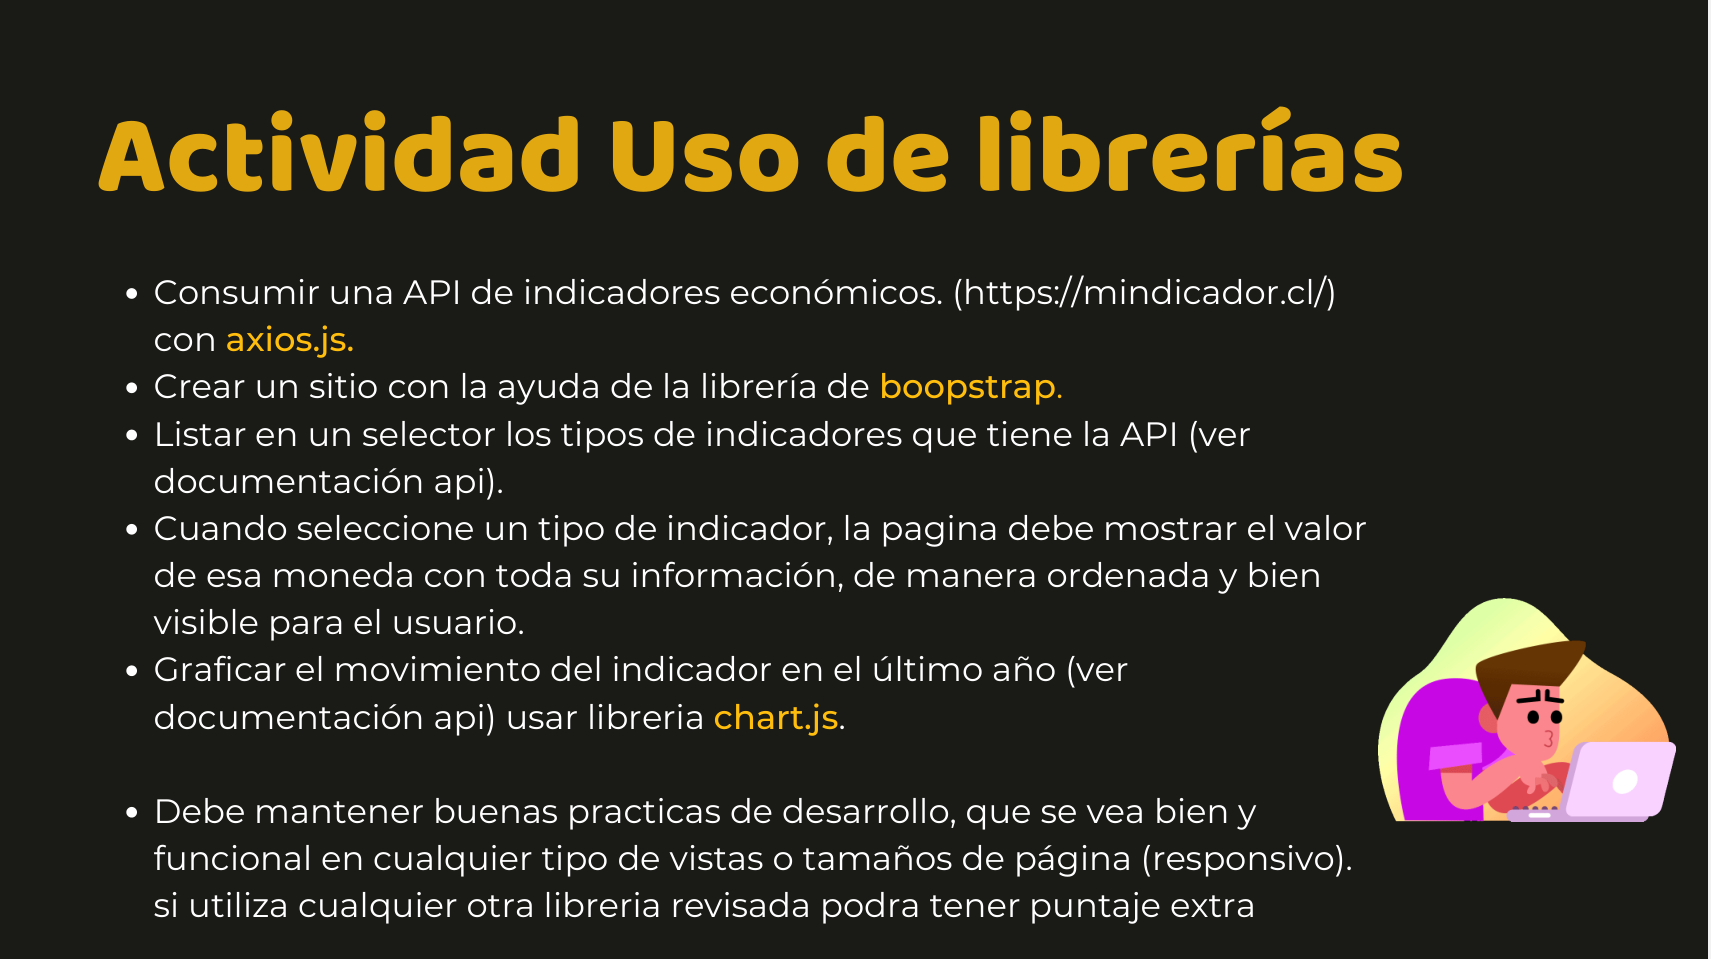 Actividad Uso de librerías
• Consumir una API de indicadores económicos. (https://mindicador.cl/)
con axios.js.
• Crear un sitio con la ayuda de la librería de boopstrap.
• Listar en un selector los tipos de indicadores que tiene la API (ver
documentación api).
• Cuando seleccione un tipo de indicador, la pagina debe mostrar el valor
de esa moneda con toda su información, de manera ordenada y bien
visible para el usuario.
• Graficar el movimiento del indicador en el último año (ver
documentación api) usar libreria chart.js.
• Debe mantener buenas practicas de desarrollo, que se vea bien y
funcional en cualquier tipo de vistas o tamaños de página (responsivo).
si utiliza cualquier otra libreria revisada podra tener puntaje extra